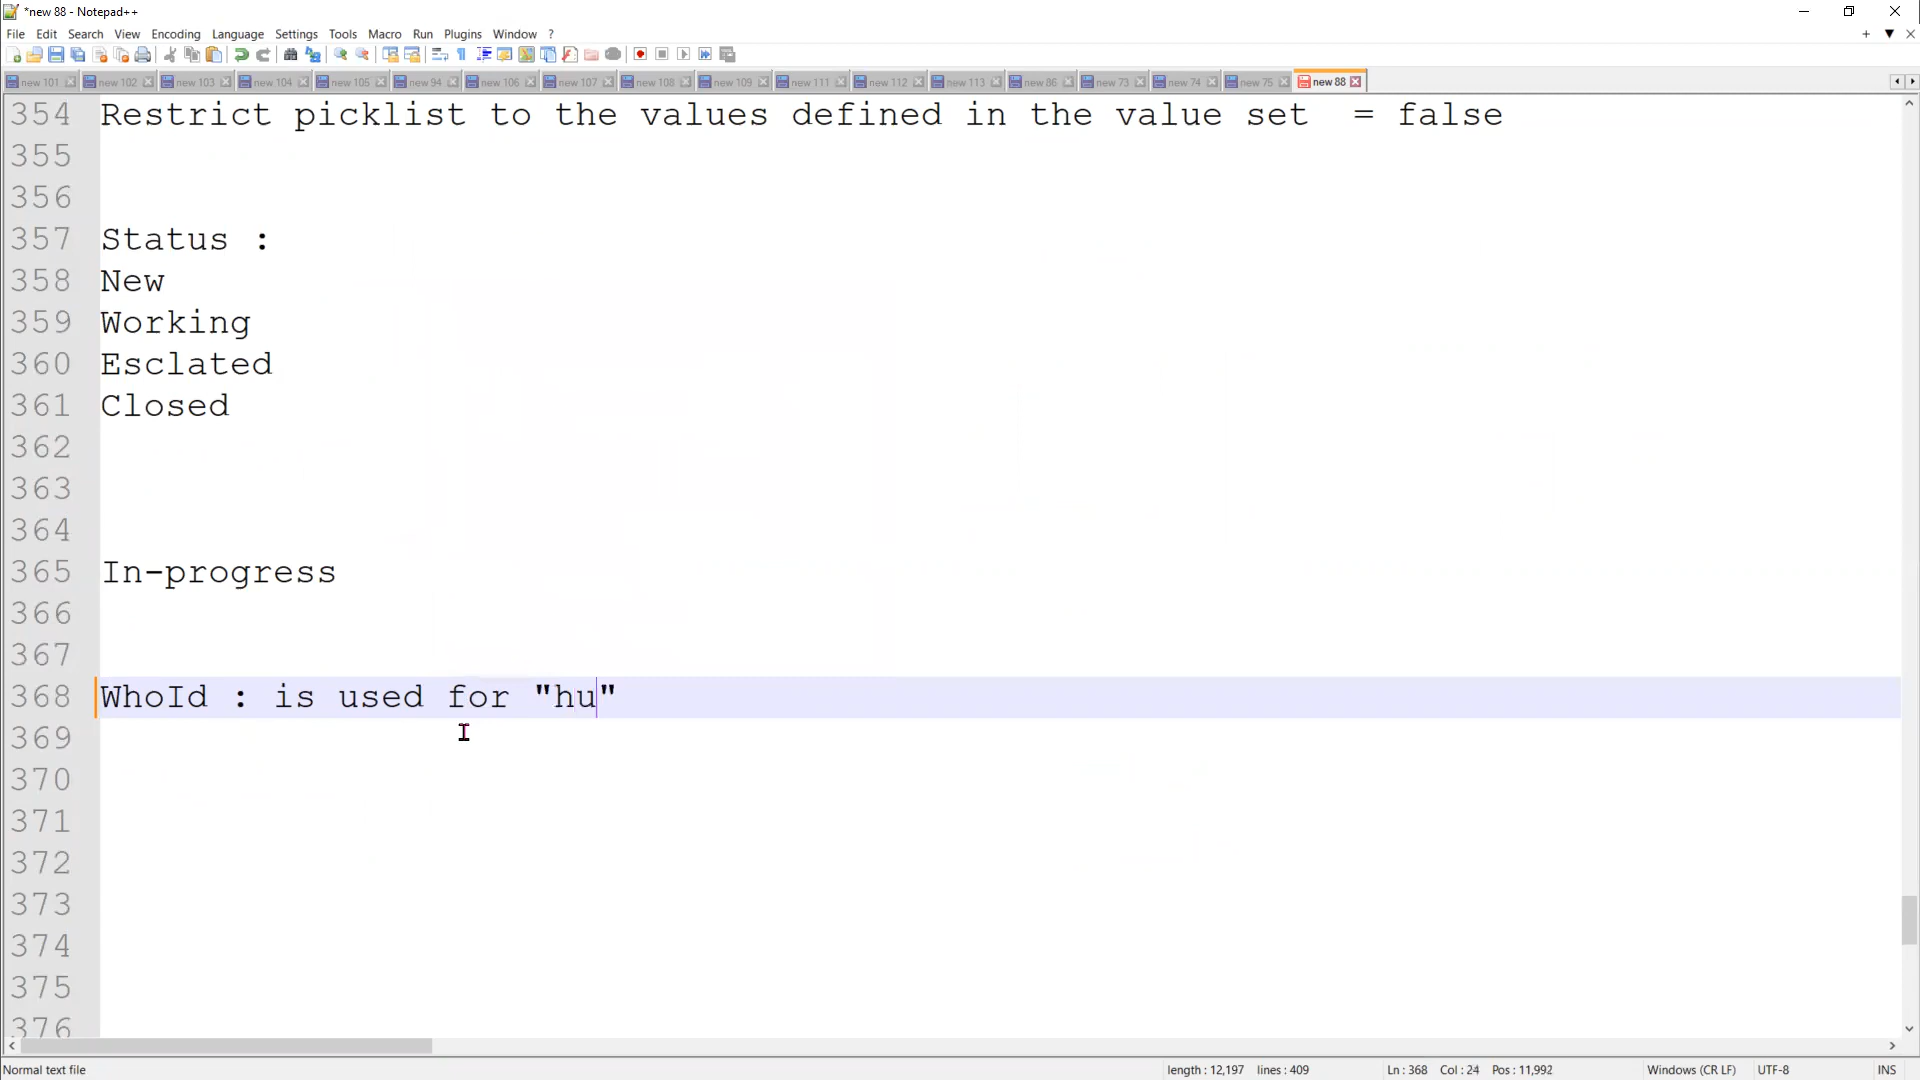 *new 88 - Notepad++
File Edit Search View Encoding Language Settings Tools Macro Run Plugins Window ?
new 101 new 102 new 103 new 104 new 105 new 94 new 106 new 107 new 108 new 109 new 111 new 112 new 113 new 86 new 73 new 74 new 75 new 88
354 Restrict picklist to the values defined in the value set = false
355
356
357 Status :
358 New
359 Working
360 Esclated
361 Closed
362
363
364
365 In-progress
366
367
368 WhoId : is used for "hu"
369
370
371
372
373
374
375
376
Normal text file length : 12,197 lines : 409 Ln : 368 Col : 24 Pos : 11,992 Windows (CR LF) UTF-8 INS